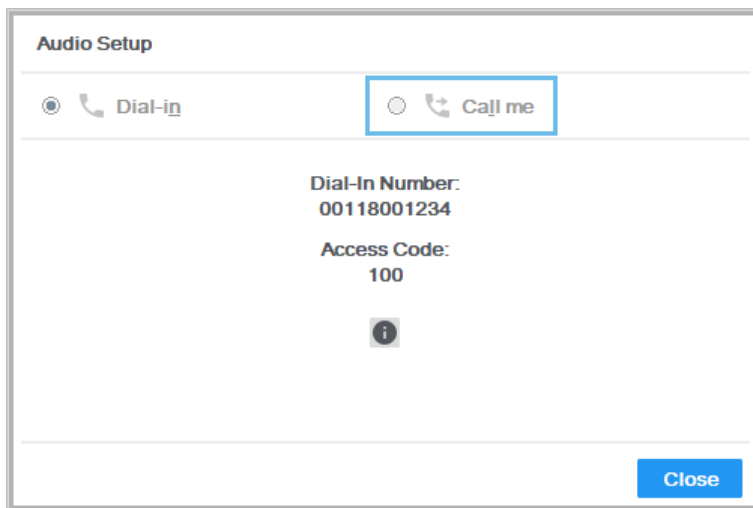 Audio Setup
Dial-in
Call me
Dial-In Number:
00118001234
Access Code:
100
Close